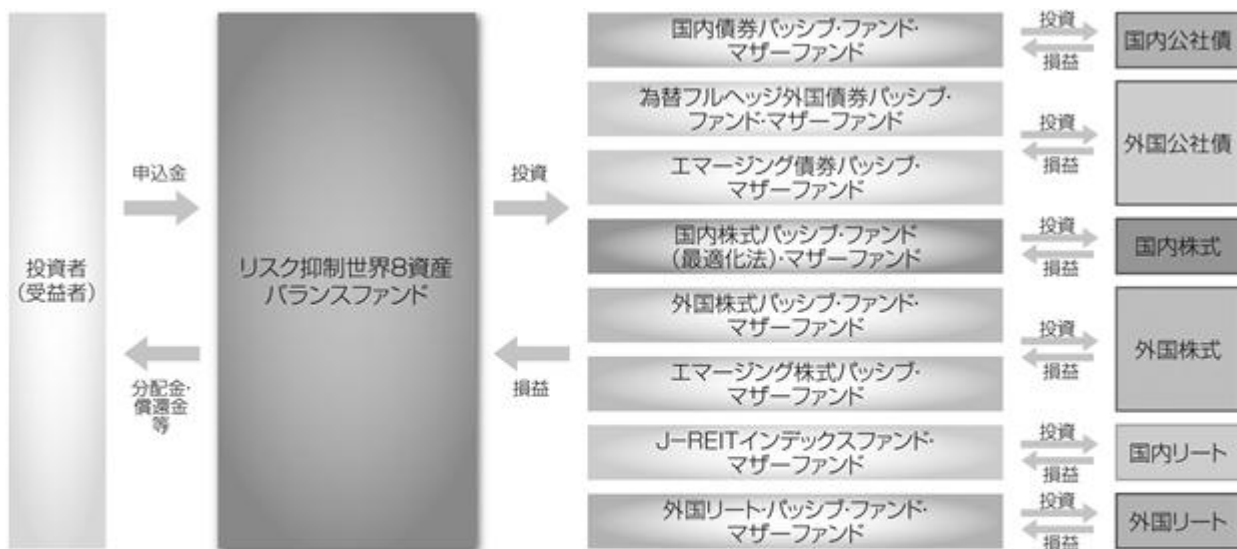 投資者
(受益者)
申込金
分配金・
償還金
等
リスク抑制世界8資産
バランスファンド
投資
損益
国内債券パッシブ・ファンド・
マザーファンド
投資
損益
国内公社債
為替フルヘッジ外国債券パッシブ・
ファンド・マザーファンド
エマージング債券パッシブ・
マザーファンド
投資
損益
外国公社債
国内株式パッシブ・ファンド
(最適化法)・マザーファンド
投資
損益
国内株式
外国株式パッシブ・ファンド・
マザーファンド
エマージング株式パッシブ・
マザーファンド
投資
損益
外国株式
J-REITインデックスファンド・
マザーファンド
投資
損益
国内リート
外国リート・パッシブ・ファンド・
マザーファンド
投資
損益
外国リート